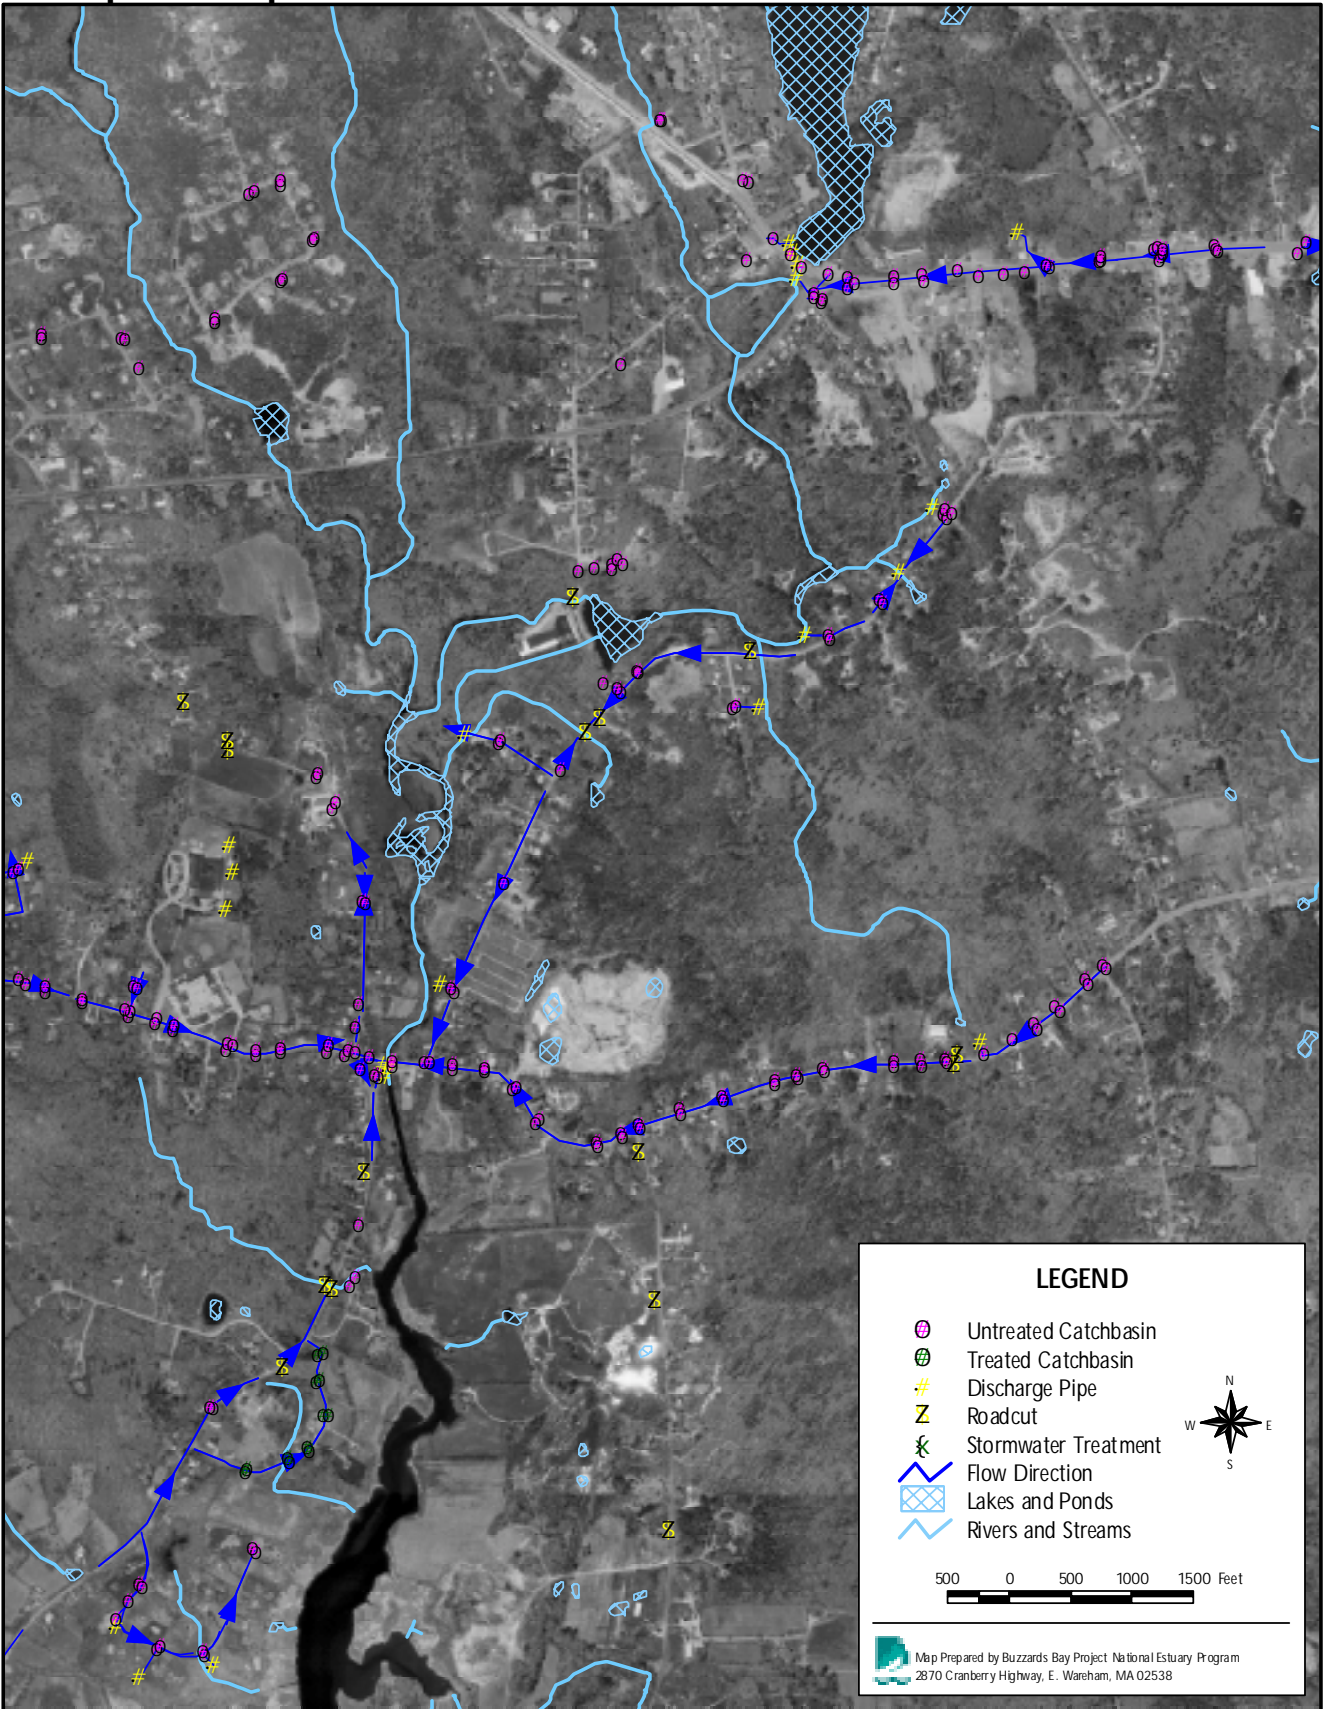 LEGEND
Untreated Catchbasin
Treated Catchbasin
Discharge Pipe
Roadcut
Stormwater Treatment
Flow Direction
Lakes and Ponds
Rivers and Streams
N
W E
S
500 0 500 1000 1500 Feet
Map Prepared by Buzzards Bay Project National Estuary Program
2870 Cranberry Highway, E. Wareham, MA 02538